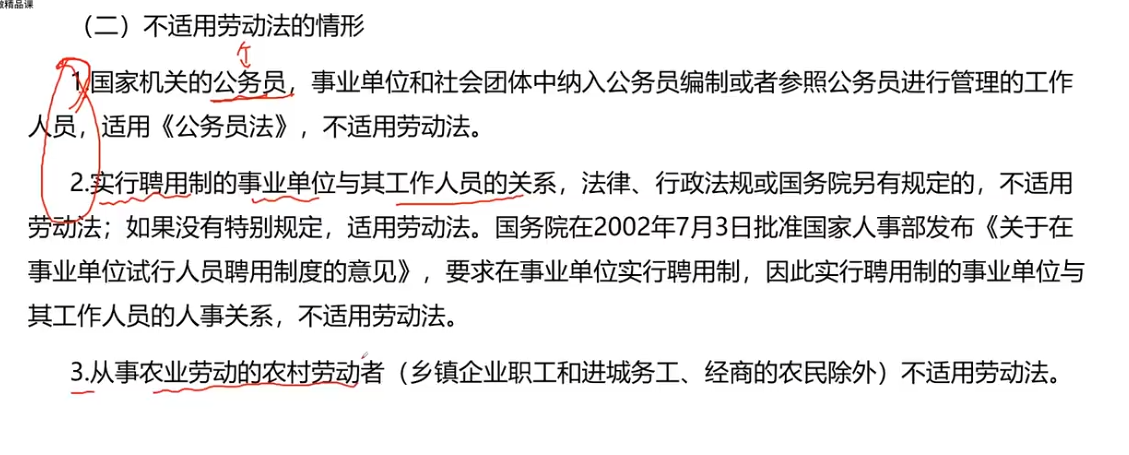 做精品课
（二）不适用劳动法的情形
1.国家机关的公务员，事业单位和社会团体中纳入公务员编制或者参照公务员进行管理的工作
人员，适用《公务员法》，不适用劳动法。
2.实行聘用制的事业单位与其工作人员的关系，法律、行政法规或国务院另有规定的，不适用
劳动法；如果没有特别规定，适用劳动法。国务院在2002年7月3日批准国家人事部发布《关于在
事业单位试行人员聘用制度的意见》，要求在事业单位实行聘用制，因此实行聘用制的事业单位与
其工作人员的人事关系，不适用劳动法。
3.从事农业劳动的农村劳动者（乡镇企业职工和进城务工、经商的农民除外）不适用劳动法。